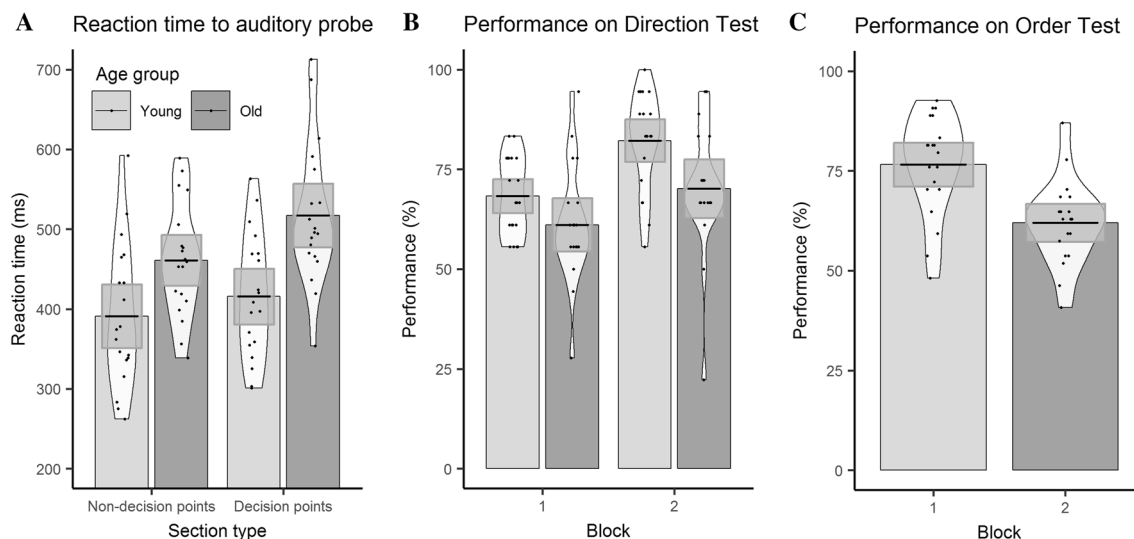 A Reaction time to auditory probe
Reaction time (ms)
700
600
500
400
300
200
Age group
Young
Old
Non-decision points
Decision points
Section type
B Performance on Direction Test
Performance (%)
100
75
50
25
0
1
2
Block
C Performance on Order Test
Performance (%)
100
75
50
25
0
1
2
Block